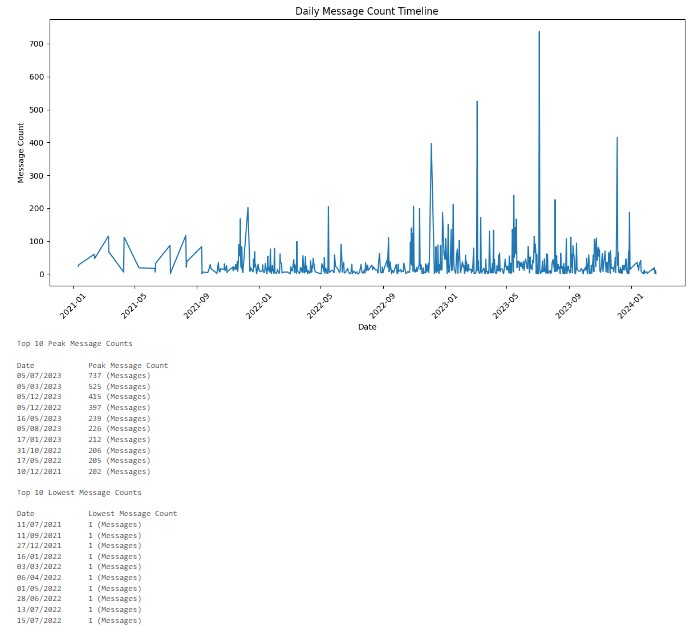 Daily Message Count Timeline
700
600
500
400
300
200
100
0
Message Count
2021-01
2021-05
2021-09
2022-01
2022-05
2022-09
2023-01
2023-05
2023-09
2024-01
Date
Top 10 Peak Message Counts
Date Peak Message Count
05/07/2023 737 (Messages)
05/03/2023 525 (Messages)
05/12/2023 415 (Messages)
05/12/2022 397 (Messages)
16/05/2023 239 (Messages)
05/08/2023 226 (Messages)
17/01/2023 212 (Messages)
31/10/2022 206 (Messages)
17/05/2022 205 (Messages)
10/12/2021 202 (Messages)
Top 10 Lowest Message Counts
Date Lowest Message Count
11/07/2021 1 (Messages)
11/09/2021 1 (Messages)
27/12/2021 1 (Messages)
16/01/2022 1 (Messages)
03/03/2022 1 (Messages)
06/04/2022 1 (Messages)
01/05/2022 1 (Messages)
28/06/2022 1 (Messages)
13/07/2022 1 (Messages)
15/07/2022 1 (Messages)